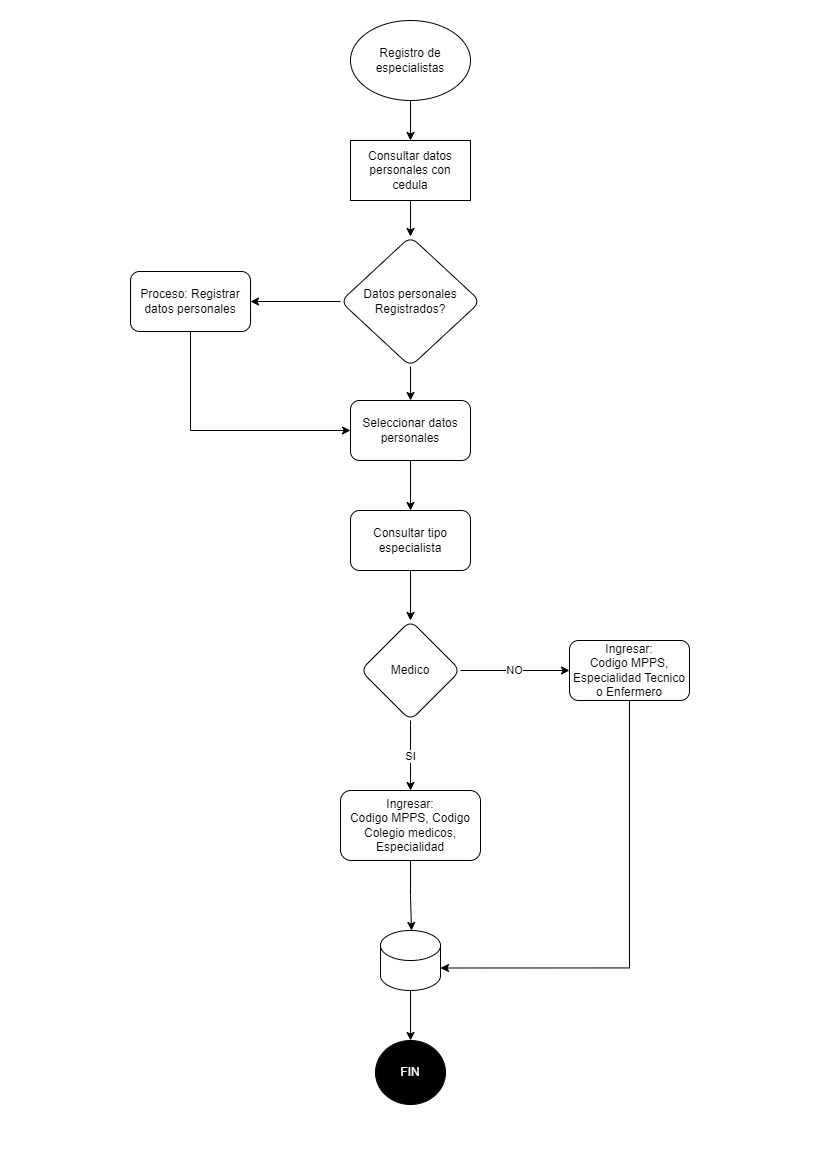 Registro de
especialistas
Consultar datos
personales con
cedula
Datos personales
Registrados?
Proceso: Registrar
datos personales
Seleccionar datos
personales
Consultar tipo
especialista
Medico
NO
Ingresar:
Codigo MPPS,
Especialidad Tecnico
o Enfermero
SI
Ingresar:
Codigo MPPS, Codigo
Colegio medicos,
Especialidad
FIN